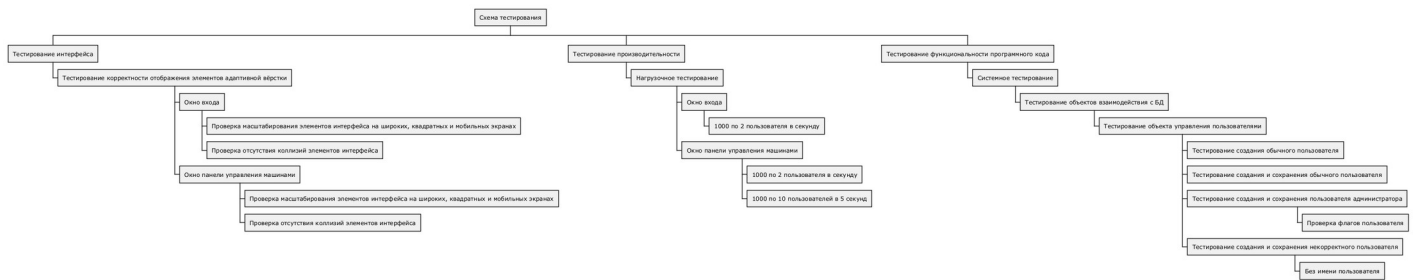 Схема тестирования
Тестирование интерфейса
Тестирование корректности отображения элементов адаптивной вёрстки
Окно входа
Проверка масштабирования элементов интерфейса на широких, квадратных и мобильных экранах
Проверка отсутствия коллизий элементов интерфейса
Окно панели управления машинами
Проверка масштабирования элементов интерфейса на широких, квадратных и мобильных экранах
Проверка отсутствия коллизий элементов интерфейса
Тестирование производительности
Нагрузочное тестирование
Окно входа
1000 по 2 пользователя в секунду
Окно панели управления машинами
1000 по 2 пользователя в секунду
1000 по 10 пользователей в 5 секунд
Тестирование функциональности программного кода
Системное тестирование
Тестирование объектов взаимодействия с БД
Тестирование объекта управления пользователями
Тестирование создания обычного пользователя
Тестирование создания и сохранения обычного пользователя
Тестирование создания и сохранения пользователя администратора
Проверка флагов пользователя
Тестирование создания и сохранения некорректного пользователя
Без имени пользователя